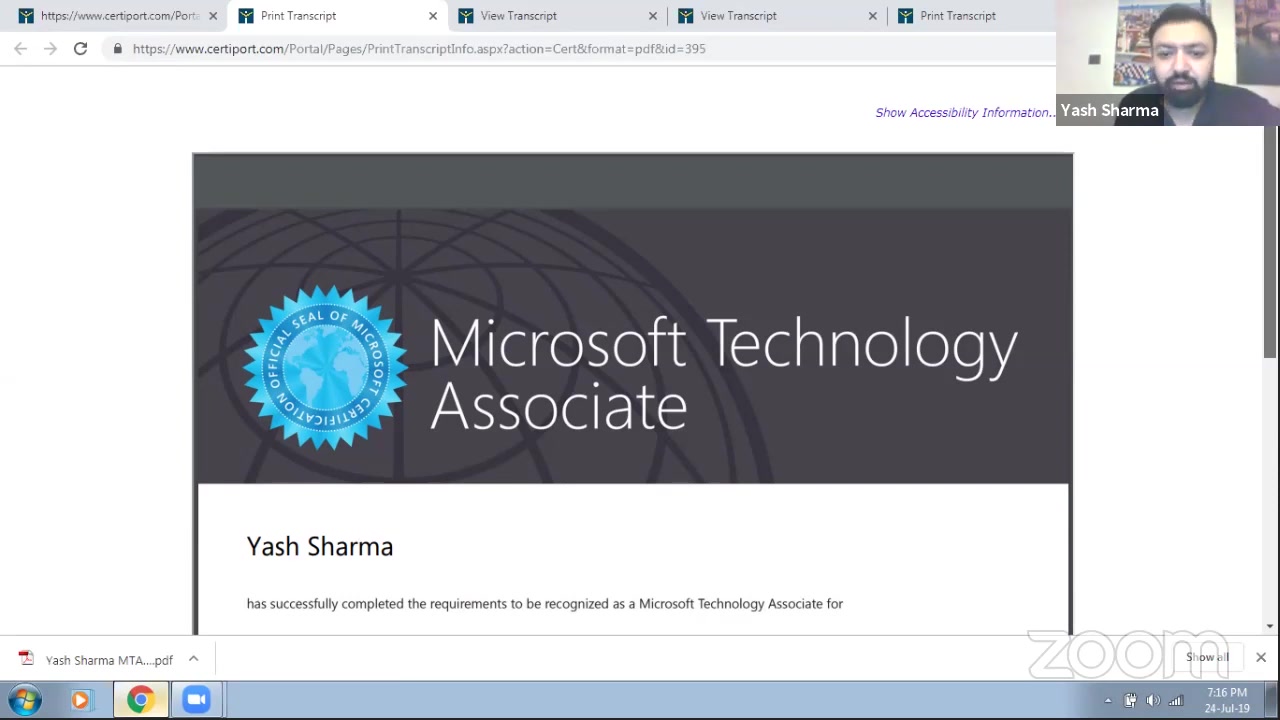 https://www.certiport.com/Porta
Print Transcript
View Transcript
View Transcript
Print Transcript
https://www.certiport.com/Portal/Pages/PrintTranscriptInfo.aspx?action=Cert&format=pdf&id=395
Yash Sharma
Show Accessibility Information..
OFFICIAL SEAL OF MICROSOFT CERTIFICATION
Microsoft Technology
Associate
Yash Sharma
has successfully completed the requirements to be recognized as a Microsoft Technology Associate for
Yash Sharma MTA....pdf
zoom
Show all
7:16 PM
24-Jul-19